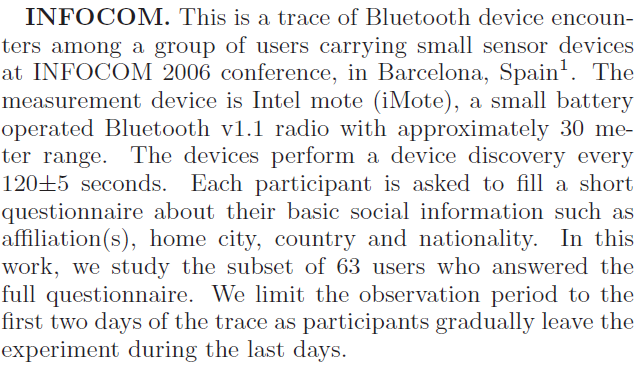 INFOCOM. This is a trace of Bluetooth device encoun-
ters among a group of users carrying small sensor devices
at INFOCOM 2006 conference, in Barcelona, Spain¹. The
measurement device is Intel mote (iMote), a small battery
operated Bluetooth v1.1 radio with approximately 30 me-
ter range. The devices perform a device discovery every
120±5 seconds. Each participant is asked to fill a short
questionnaire about their basic social information such as
affiliation(s), home city, country and nationality. In this
work, we study the subset of 63 users who answered the
full questionnaire. We limit the observation period to the
first two days of the trace as participants gradually leave the
experiment during the last days.